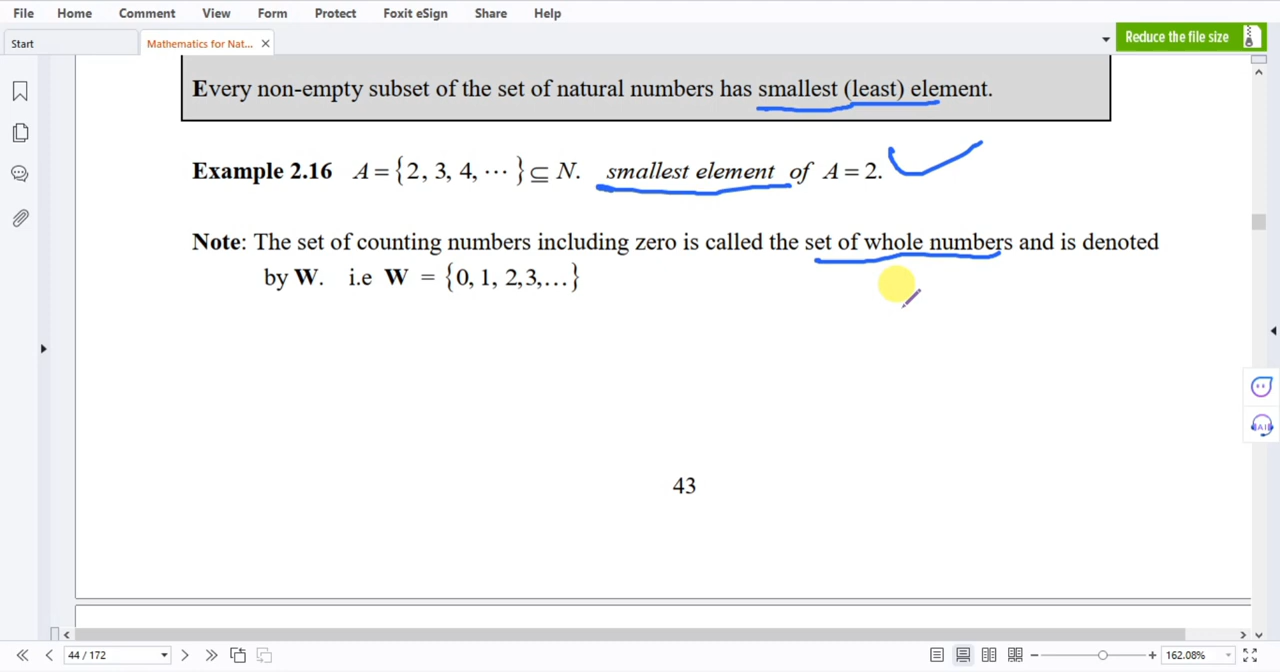 File Home Comment View Form Protect Foxit eSign Share Help
Start Mathematics for Nat... Reduce the file size
Every non-empty subset of the set of natural numbers has smallest (least) element.
Example 2.16 A = {2, 3, 4, ⋯ } ⊆ N. smallest element of A = 2.
Note: The set of counting numbers including zero is called the set of whole numbers and is denoted
by W. i.e W = {0, 1, 2,3,…}
43
44 / 172 162.08%
AI